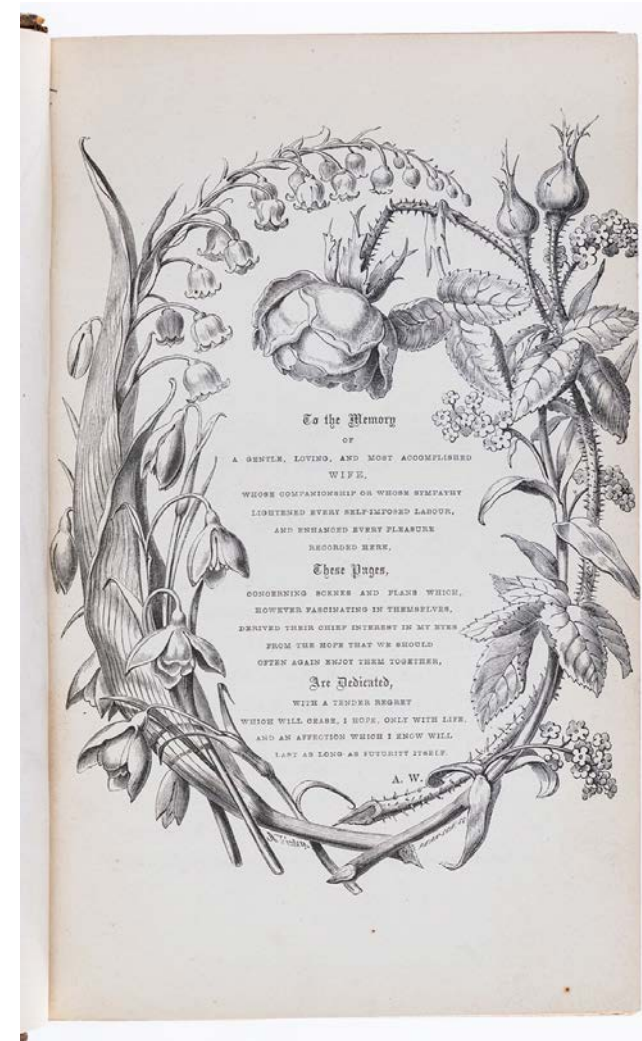 To the Memory
OF
A GENTLE, LOVING, AND MOST ACCOMPLISHED
WIFE,
WHOSE COMPANIONSHIP OR WHOSE SYMPATHY
LIGHTENED EVERY SELF-IMPOSED LABOUR,
AND ENHANCED EVERY PLEASURE
RECORDED HERE,
These Pages,
CONCERNING SCENES AND PLANS WHICH,
HOWEVER FASCINATING IN THEMSELVES,
DERIVED THEIR CHIEF INTEREST IN MY EYES
FROM THE HOPE THAT WE SHOULD
OFTEN AGAIN ENJOY THEM TOGETHER,
Are Dedicated,
WITH A TENDER REGRET
WHICH WILL CEASE, I HOPE, ONLY WITH LIFE,
AND AN AFFECTION WHICH I KNOW WILL
LAST AS LONG AS FUTURITY ITSELF.
A. W.